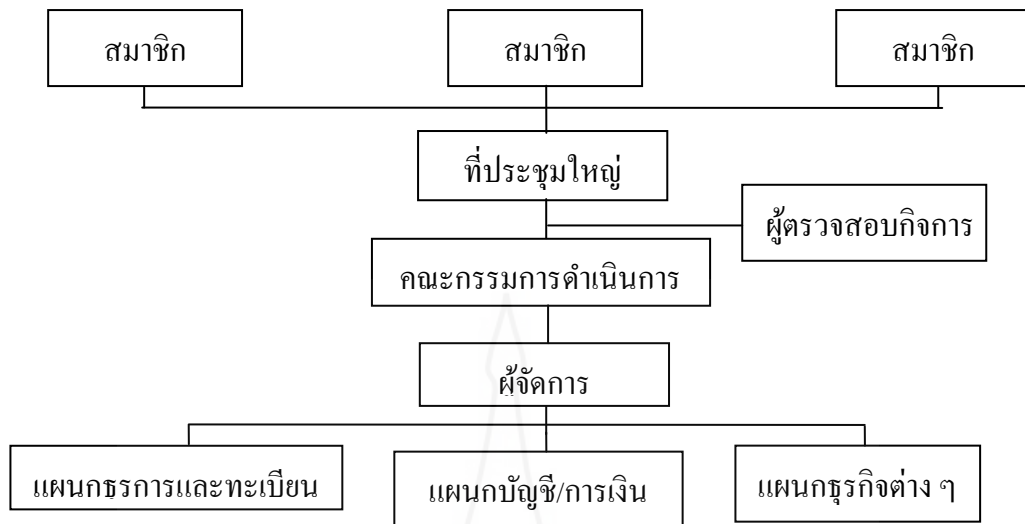 สมาชิก
สมาชิก
สมาชิก
ที่ประชุมใหญ่
ผู้ตรวจสอบกิจการ
คณะกรรมการดำเนินการ
ผู้จัดการ
แผนกธรการและทะเบียน
แผนกบัญชี/การเงิน
แผนกธุรกิจต่าง ๆ